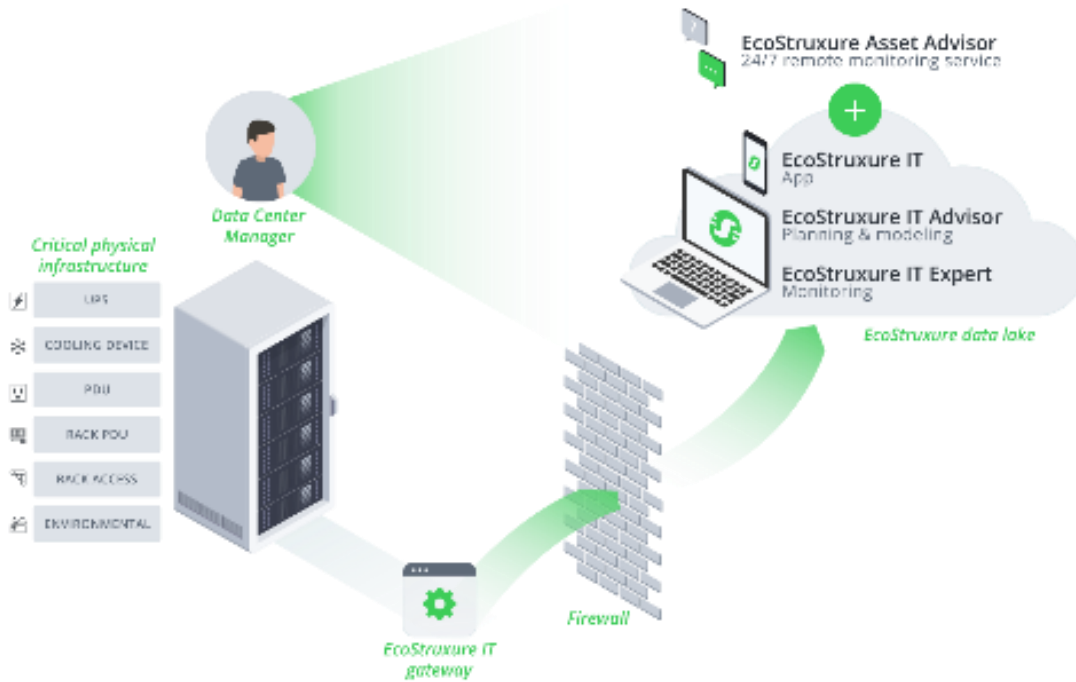 EcoStruxure Asset Advisor
24/7 remote monitoring service
EcoStruxure IT
App
EcoStruxure IT Advisor
Planning & modeling
EcoStruxure IT Expert
Monitoring
EcoStruxure data lake
Data Center
Manager
Critical physical
infrastructure
UPS
COOLING DEVICE
PDU
RACK PDU
RACK ACCESS
ENVIRONMENTAL
Firewall
EcoStruxure IT
gateway